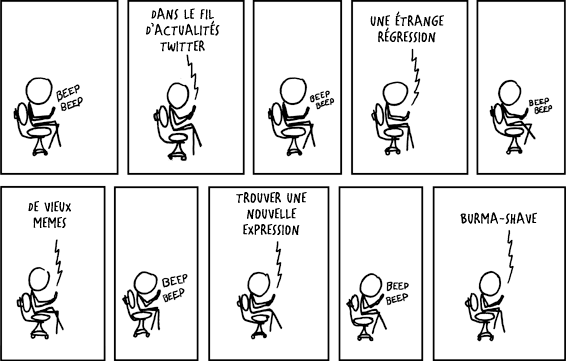 BEEP
BEEP
DANS LE FIL
D'ACTUALITÉS
TWITTER
BEEP
BEEP
UNE ÉTRANGE
RÉGRESSION
BEEP
BEEP
DE VIEUX
MEMES
BEEP
BEEP
TROUVER UNE
NOUVELLE
EXPRESSION
BEEP
BEEP
BURMA-SHAVE